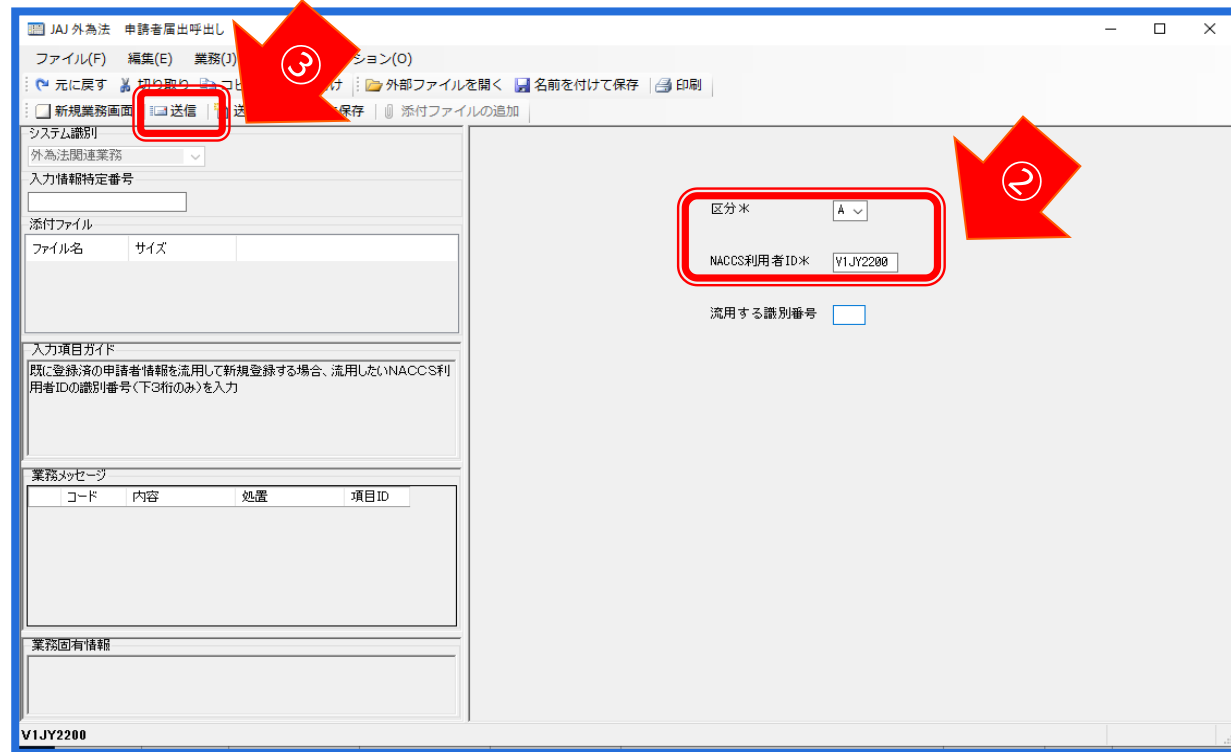 JAJ 外為法　申請者届出呼出し
ファイル(F) 編集(E) 業務(J) ション(O)
元に戻す 切り取り コピ け 外部ファイルを開く 名前を付けて保存 印刷
新規業務画面 送信 送 保存 添付ファイルの追加
③
システム識別
外為法関連業務
入力情報特定番号
添付ファイル
ファイル名 サイズ
入力項目ガイド
既に登録済の申請者情報を流用して新規登録する場合、流用したいNACCS利
用者IDの識別番号(下3桁のみ)を入力
業務メッセージ
コード 内容 処置 項目ID
業務固有情報
②
区分＊ A
NACCS利用者ID＊ V1JY2200
流用する識別番号
V1JY2200